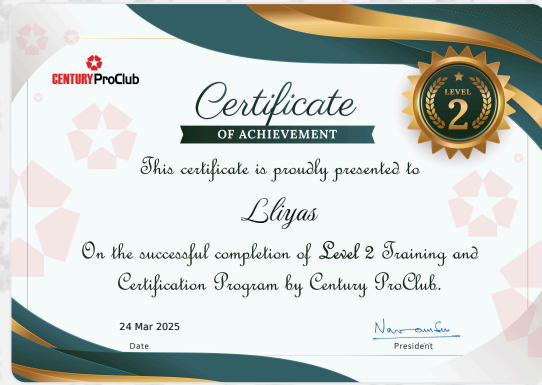 CENTURY ProClub
Certificate
OF ACHIEVEMENT
LEVEL
2
This certificate is proudly presented to
Lliyas
On the successful completion of Level 2 Training and
Certification Program by Century ProClub.
24 Mar 2025
Date
President